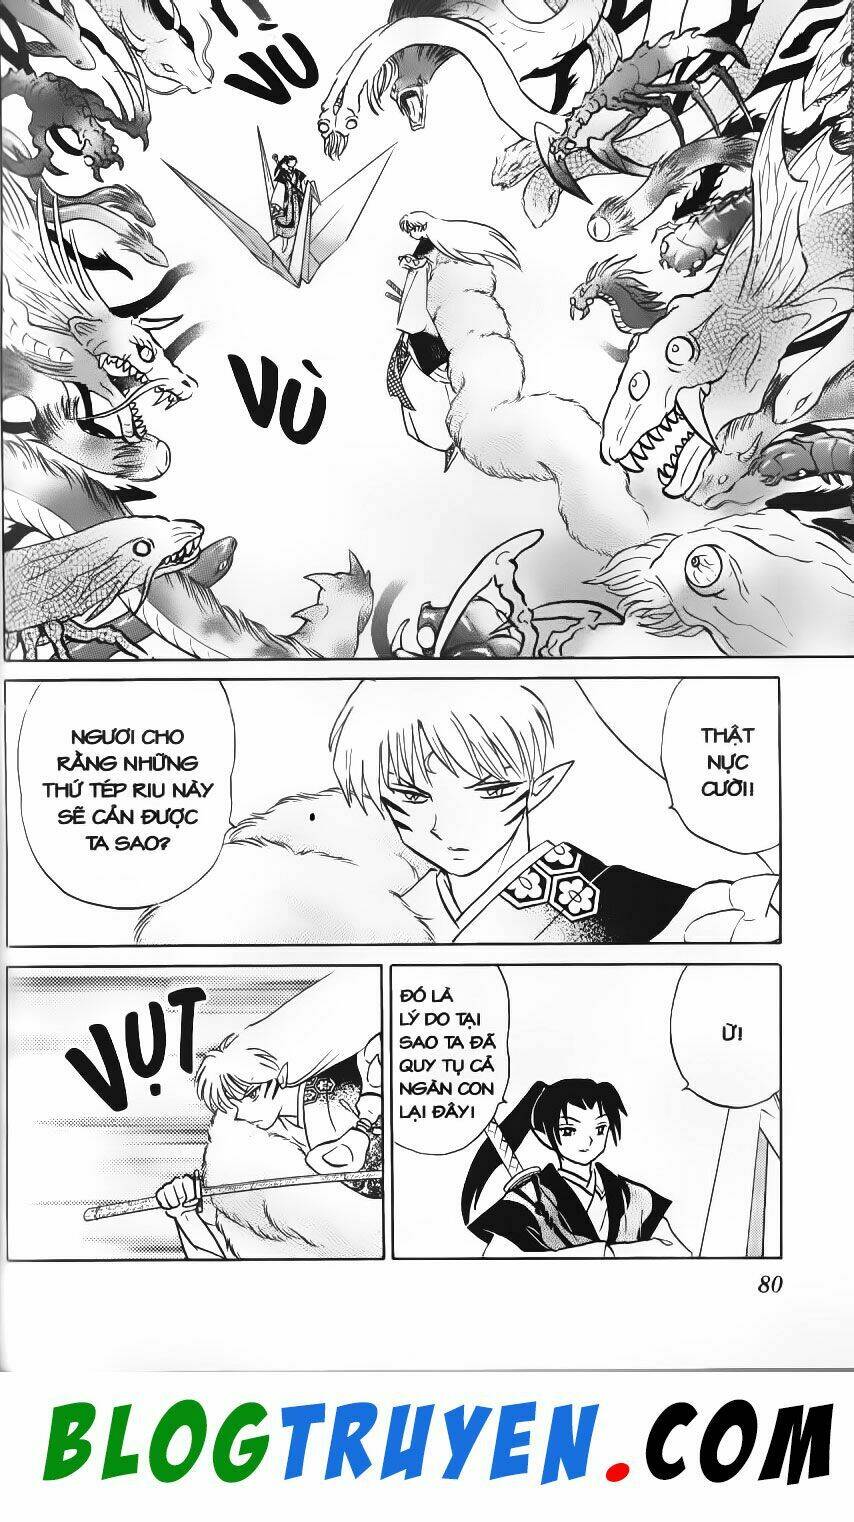 VÙ
VÙ
THẬT
NỰC
CƯỜI!
NGƯƠI CHO
RẰNG NHỮNG
THỨ TÉP RIU NÀY
SẼ CẢN ĐƯỢC
TA SAO?
Ừ!
ĐÓ LÀ
LÝ DO TẠI
SAO TA ĐÃ
QUY TỤ CẢ
NGÀN CON
LẠI ĐÂY!
VỤT
80
BLOGTRUYEN.COM